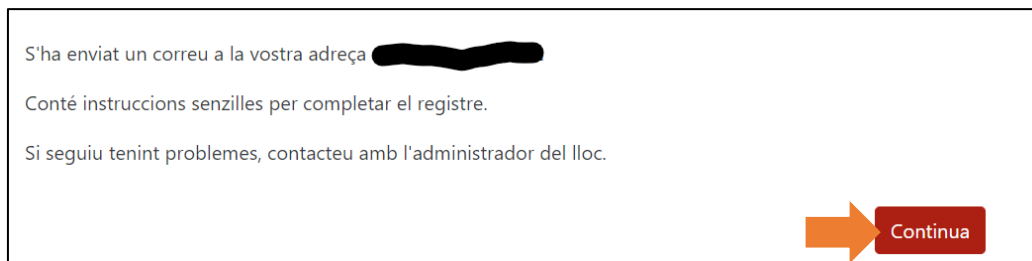 S'ha enviat un correu a la vostra adreça
Conté instruccions senzilles per completar el registre.
Si seguiu tenint problemes, contacteu amb l'administrador del lloc.
Continua